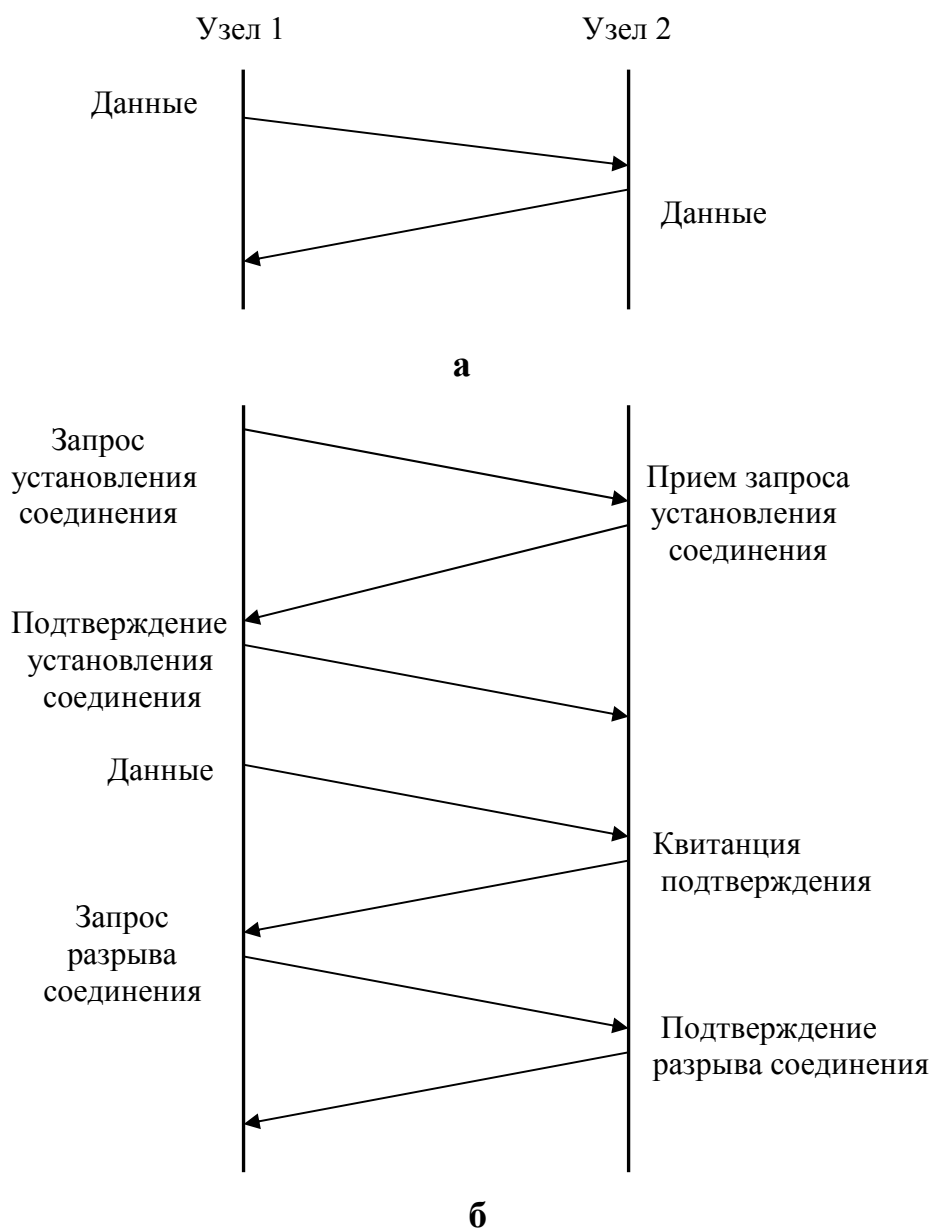 Узел 1
Узел 2
Данные
Данные
а
Запрос
установления
соединения
Прием запроса
установления
соединения
Подтверждение
установления
соединения
Данные
Квитанция
подтверждения
Запрос
разрыва
соединения
Подтверждение
разрыва соединения
б